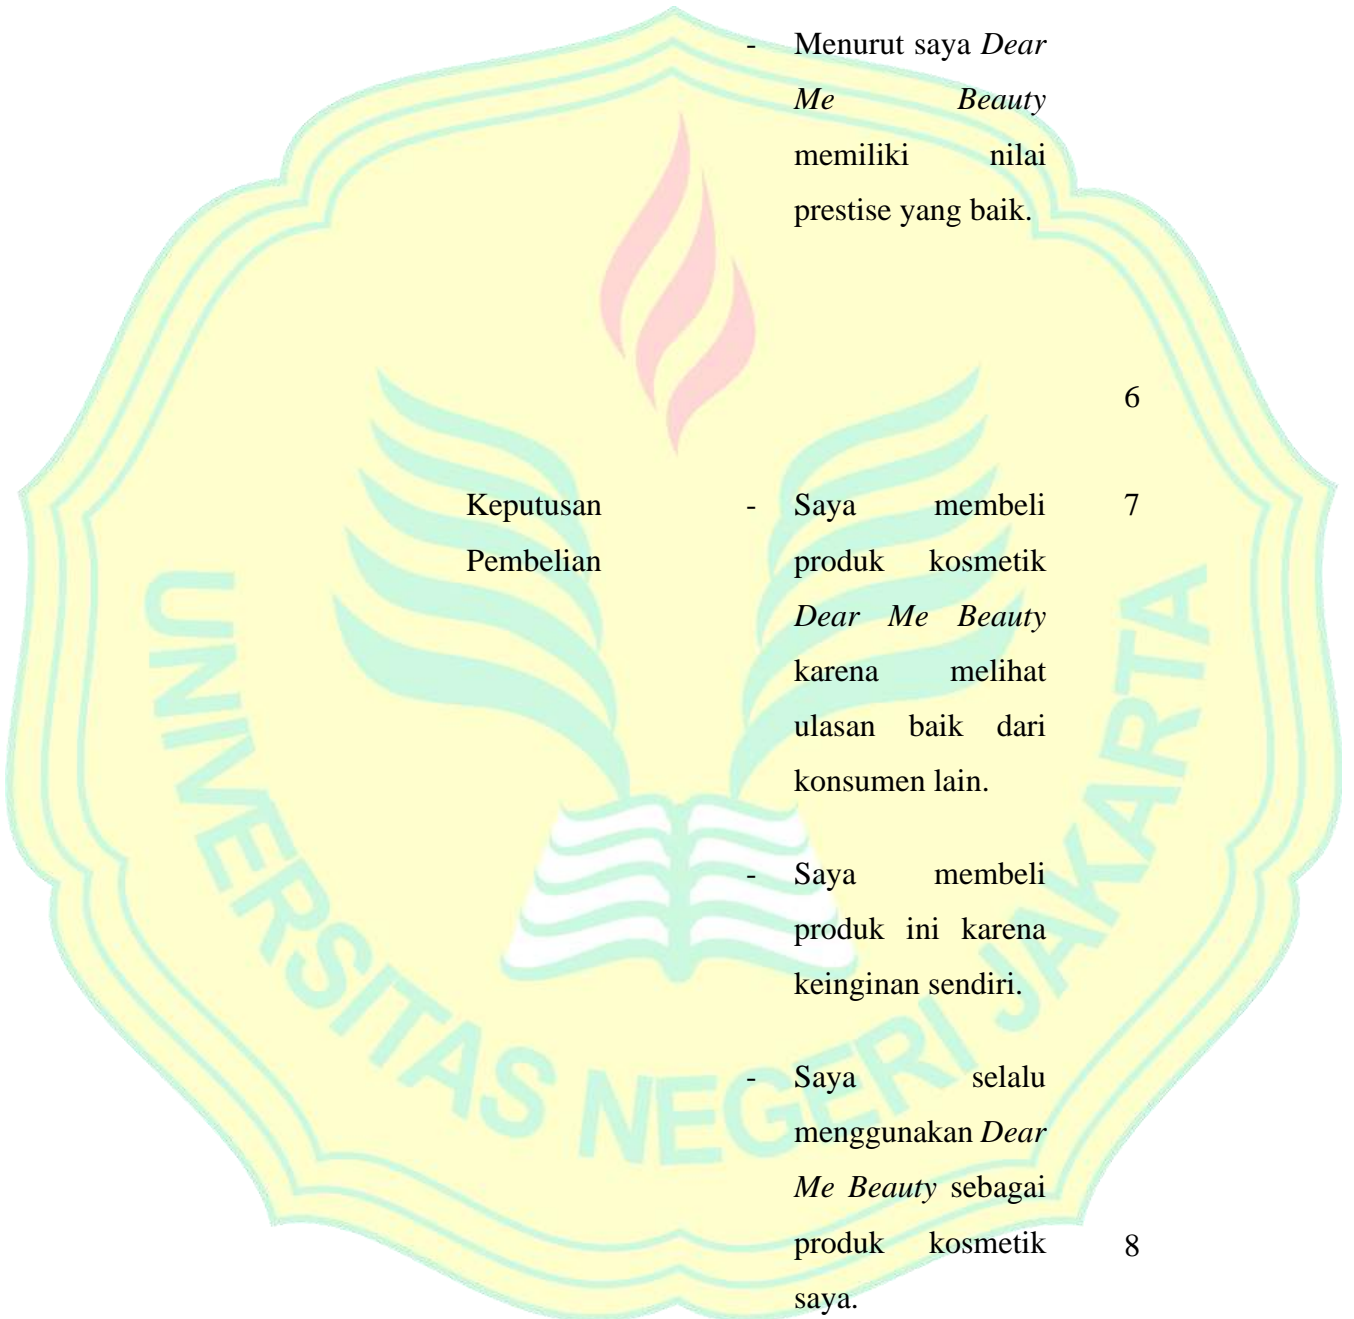 - Menurut saya Dear
Me Beauty
memiliki nilai
prestise yang baik.
6
Keputusan - Saya membeli 7
Pembelian produk kosmetik
Dear Me Beauty
karena melihat
ulasan baik dari
konsumen lain.
- Saya membeli
produk ini karena
keinginan sendiri.
- Saya selalu
menggunakan Dear
Me Beauty sebagai
produk kosmetik 8
saya.
UNIVERSITAS NEGERI JAKARTA